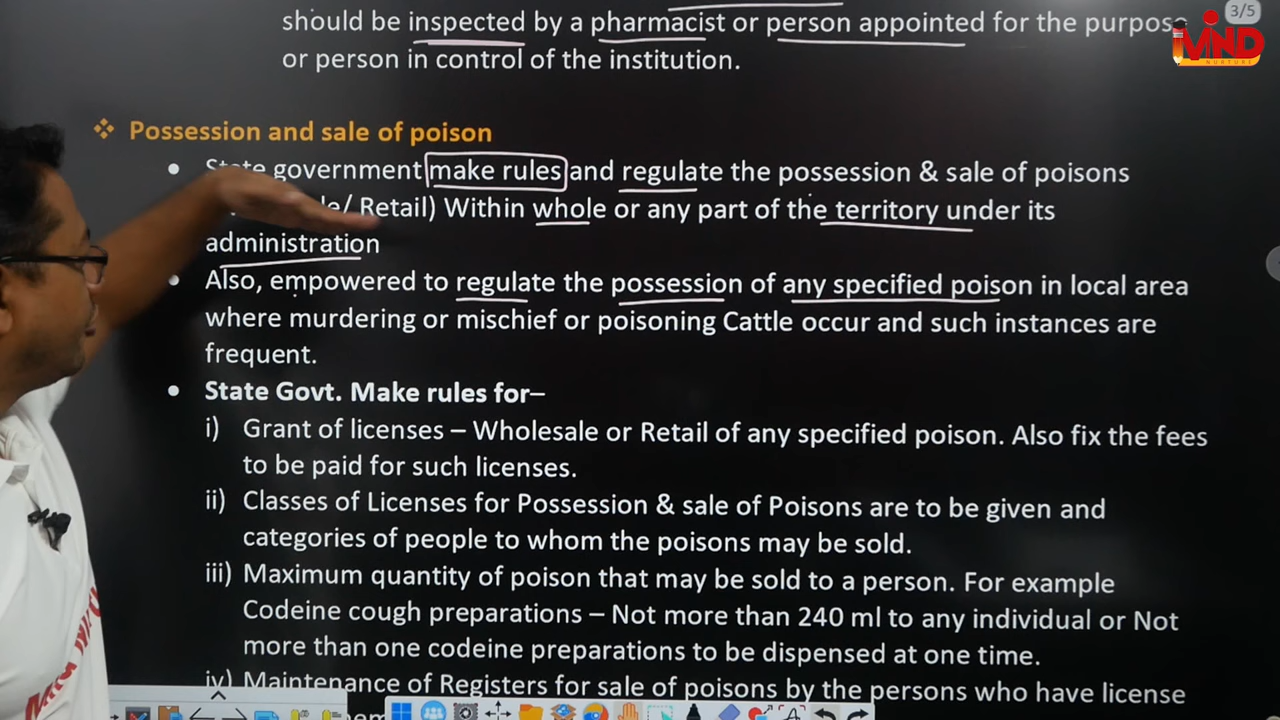 3/5
MIND
NURTURE
should be inspected by a pharmacist or person appointed for the purpose
or person in control of the institution.
❖ Possession and sale of poison
• State government make rules and regulate the possession & sale of poisons
/ Retail) Within whole or any part of the territory under its
administration
• Also, empowered to regulate the possession of any specified poison in local area
where murdering or mischief or poisoning Cattle occur and such instances are
frequent.
• State Govt. Make rules for–
i) Grant of licenses – Wholesale or Retail of any specified poison. Also fix the fees
to be paid for such licenses.
ii) Classes of Licenses for Possession & sale of Poisons are to be given and
categories of people to whom the poisons may be sold.
iii) Maximum quantity of poison that may be sold to a person. For example
Codeine cough preparations – Not more than 240 ml to any individual or Not
more than one codeine preparations to be dispensed at one time.
iv) Maintenance of Registers for sale of poisons by the persons who have license